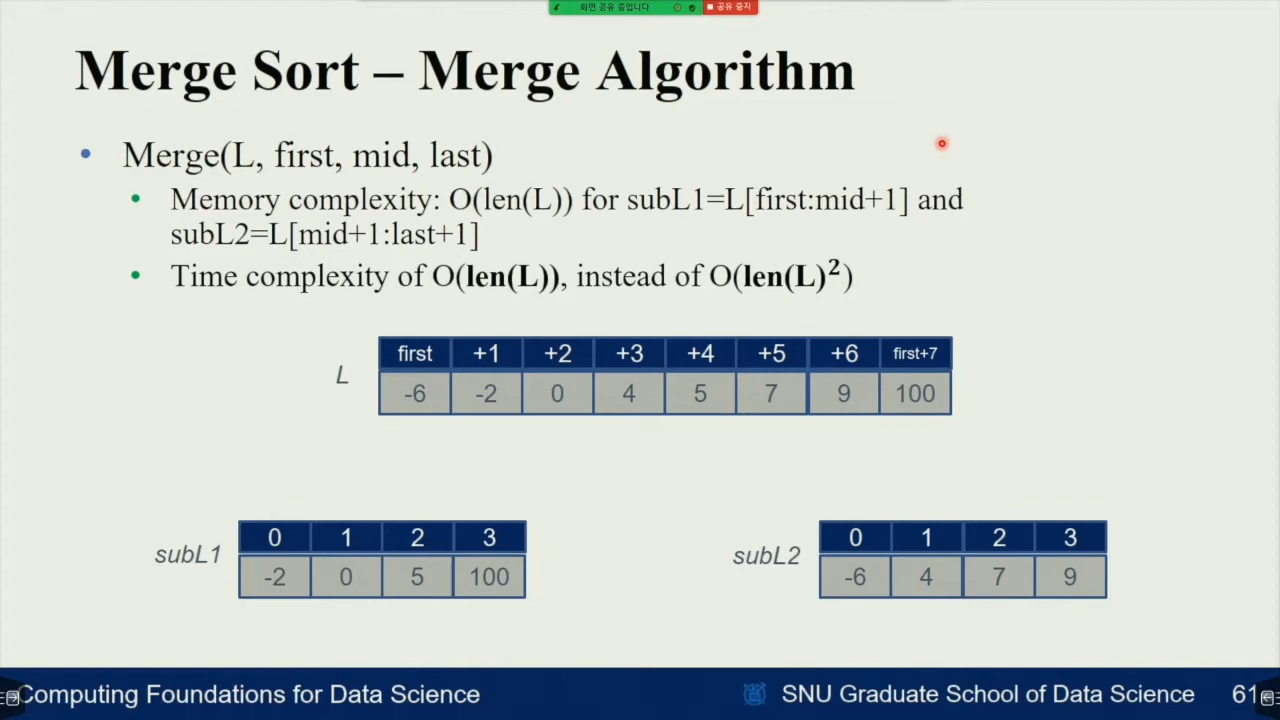 화면 공유 중입니다 공유 중지
Merge Sort – Merge Algorithm
• Merge(L, first, mid, last)
• Memory complexity: O(len(L)) for subL1=L[first:mid+1] and
subL2=L[mid+1:last+1]
• Time complexity of O(len(L)), instead of O(len(L)²)
first +1 +2 +3 +4 +5 +6 first+7
L
-6 -2 0 4 5 7 9 100
0 1 2 3
subL1
-2 0 5 100
0 1 2 3
subL2
-6 4 7 9
Computing Foundations for Data Science
SNU Graduate School of Data Science 61